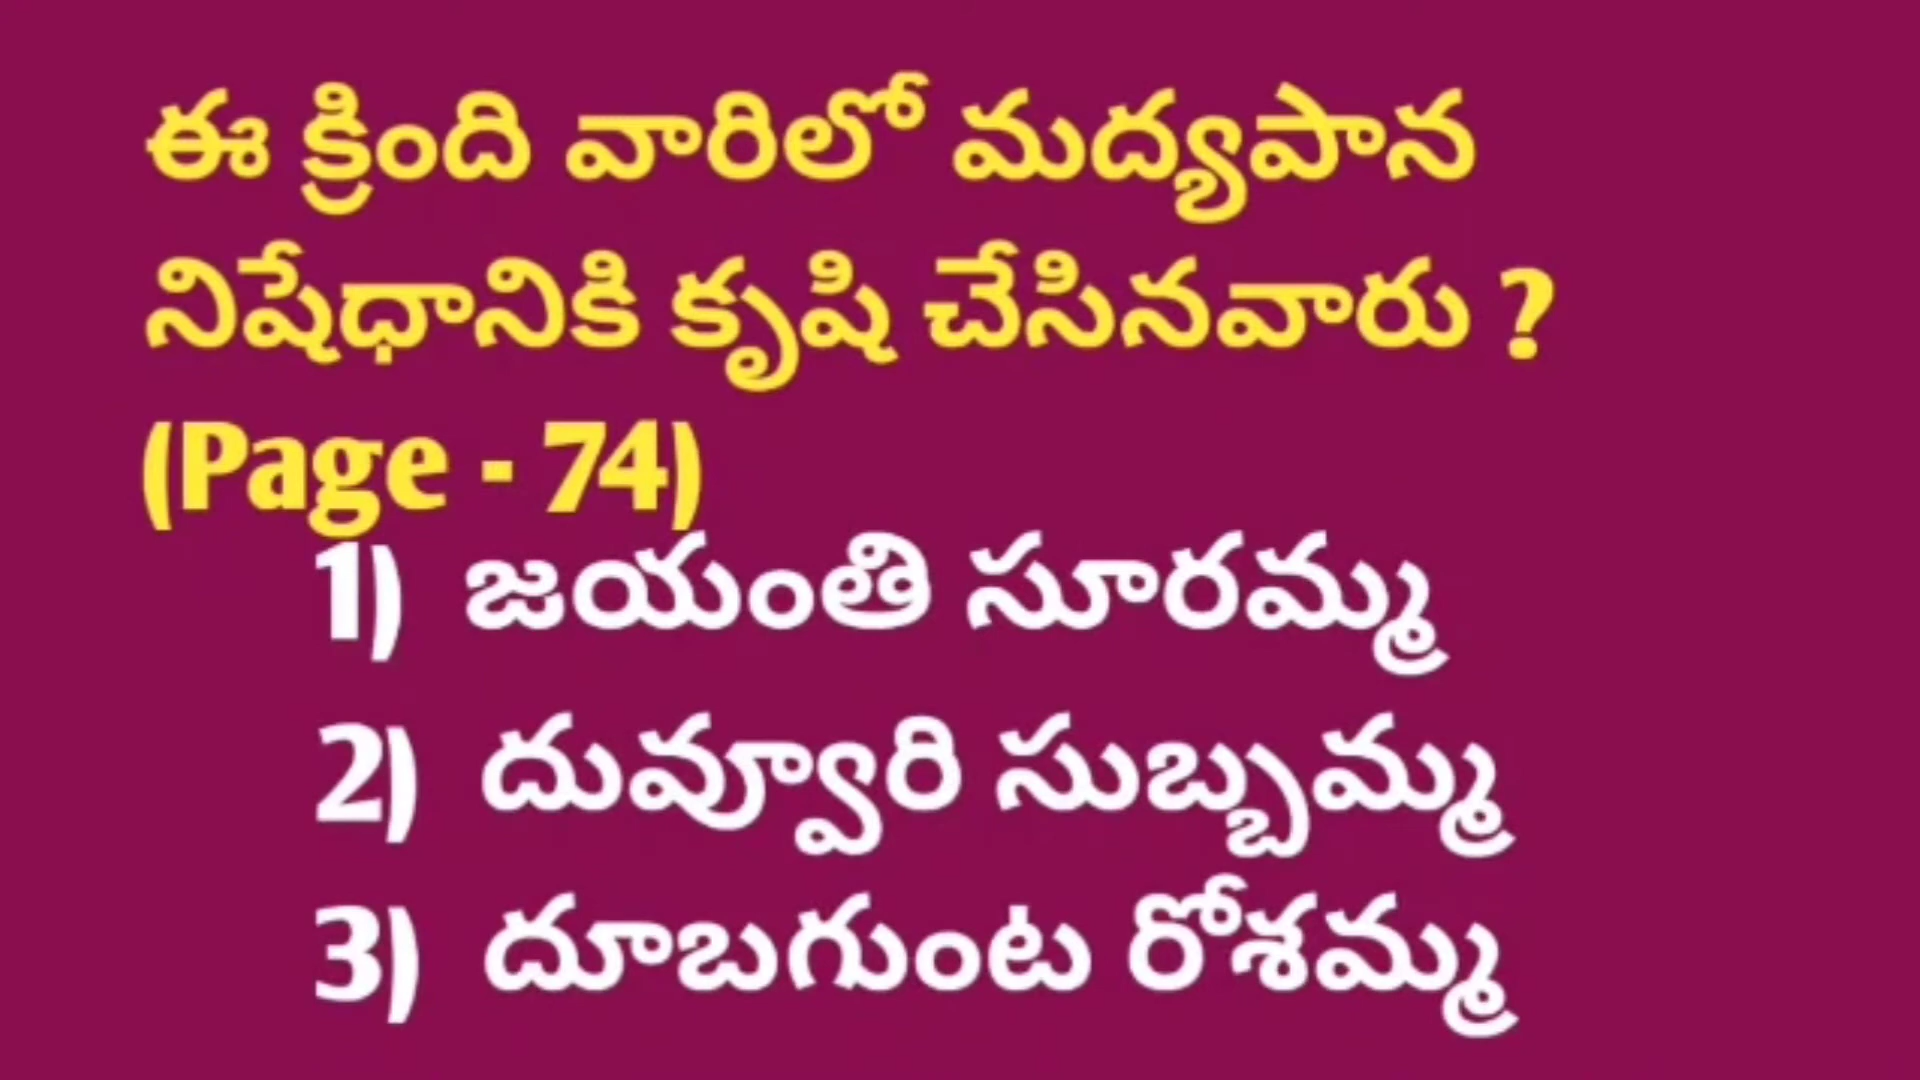 ఈ క్రింది వారిలో మద్యపాన
నిషేధానికి కృషి చేసినవారు ?
(Page - 74)
1) జయంతి సూరమ్మ
2) దువ్వూరి సుబ్బమ్మ
3) దూబగుంట రోశమ్మ